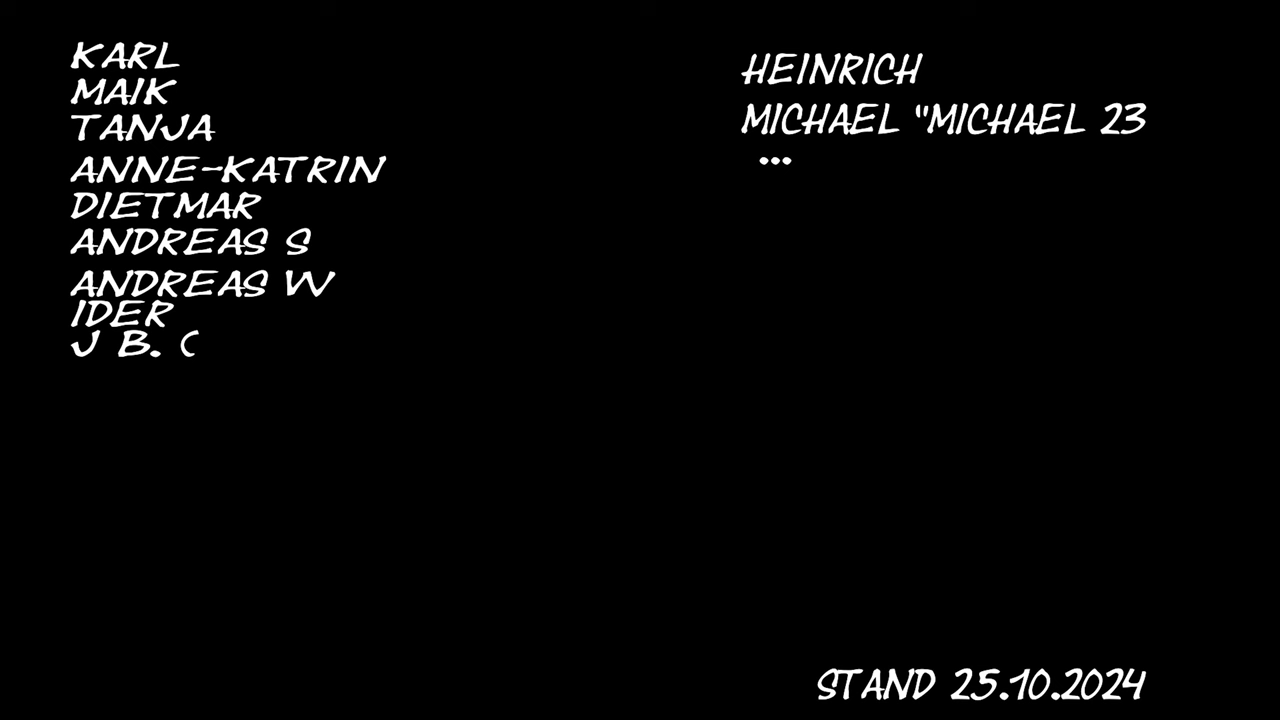 KARL
MAIK
TANJA
ANNE-KATRIN
DIETMAR
ANDREAS S
ANDREAS W
IDER
J B. C
HEINRICH
MICHAEL "MICHAEL 23
...
STAND 25.10.2024